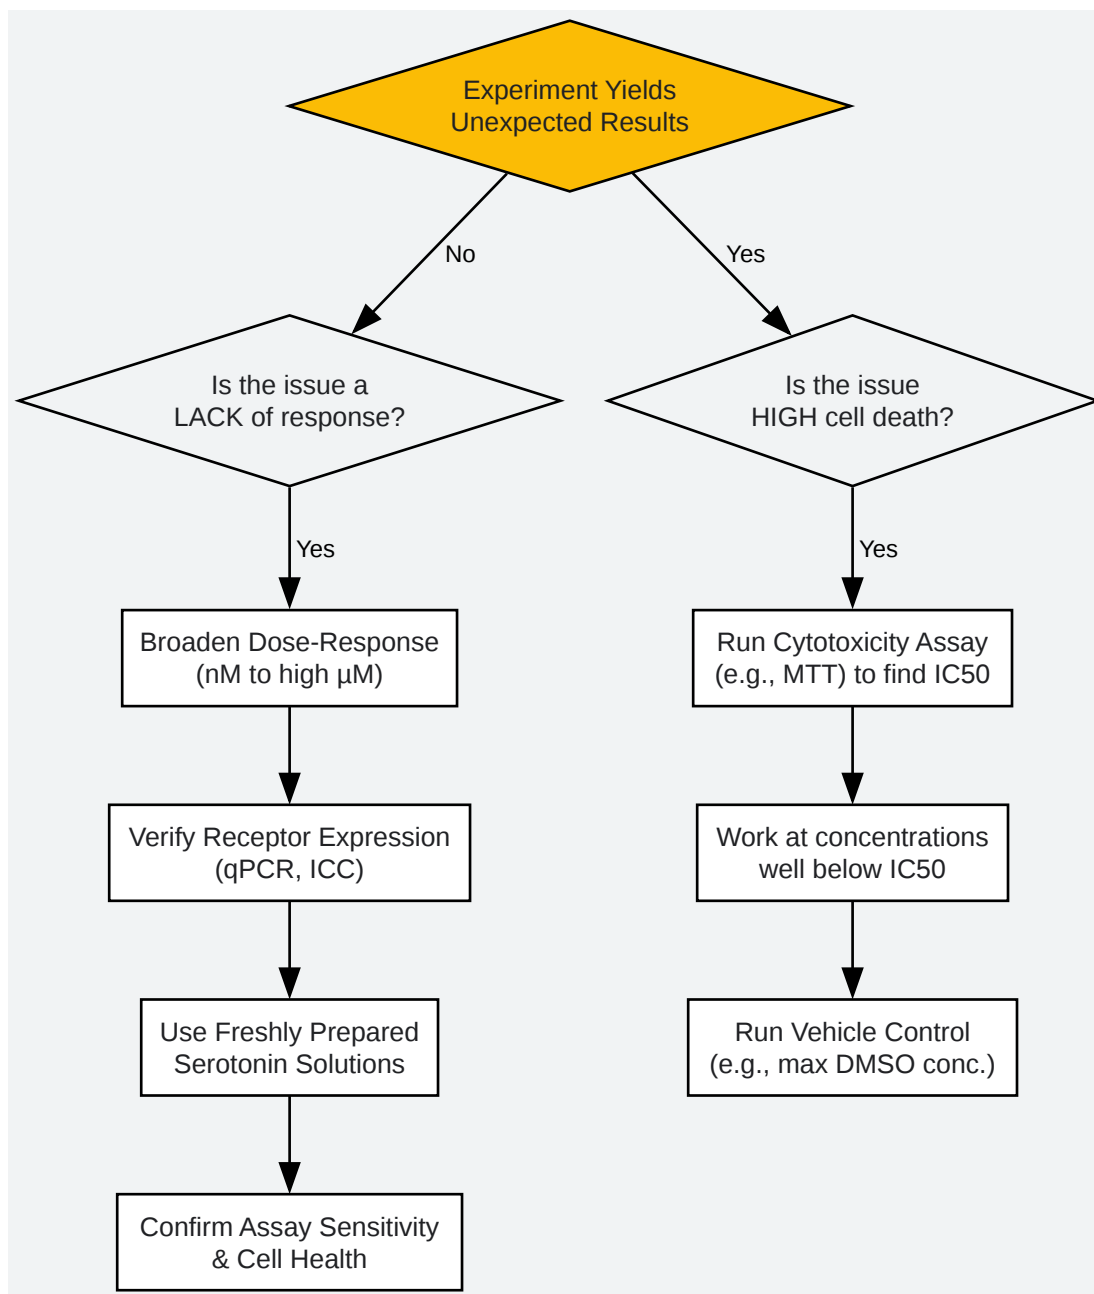 Experiment Yields
Unexpected Results
No
Yes
Is the issue a
LACK of response?
Is the issue
HIGH cell death?
Yes
Yes
Broaden Dose-Response
(nM to high µM)
Run Cytotoxicity Assay
(e.g., MTT) to find IC50
Verify Receptor Expression
(qPCR, ICC)
Work at concentrations
well below IC50
Use Freshly Prepared
Serotonin Solutions
Run Vehicle Control
(e.g., max DMSO conc.)
Confirm Assay Sensitivity
& Cell Health